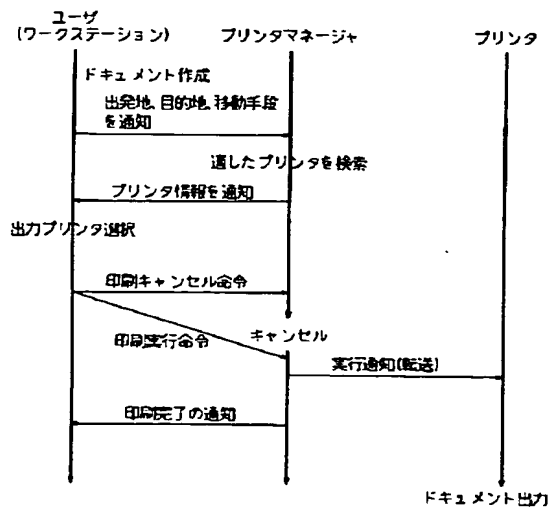 ユーザ
(ワークステーション)
プリンタマネージャ
プリンタ
ドキュメント作成
出発地、目的地、移動手段
を通知
適したプリンタを検索
プリンタ情報を通知
出力プリンタ選択
印刷キャンセル命令
印刷実行命令
キャンセル
実行通知(転送)
印刷完了の通知
ドキュメント出力